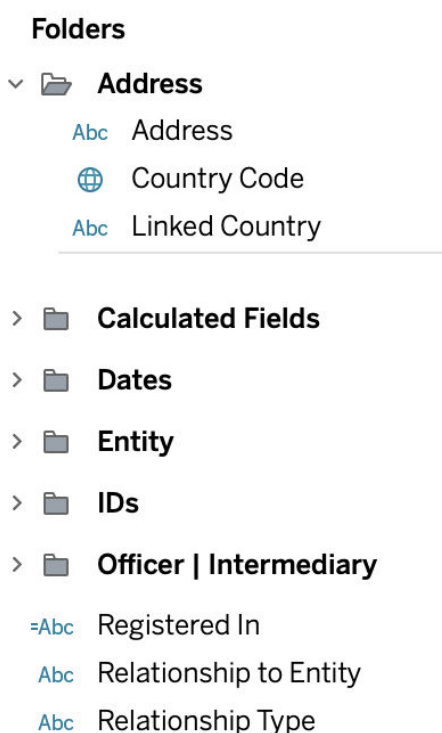 Folders
Address
Abc Address
Country Code
Abc Linked Country
Calculated Fields
Dates
Entity
IDs
Officer | Intermediary
=Abc Registered In
Abc Relationship to Entity
Abc Relationship Type